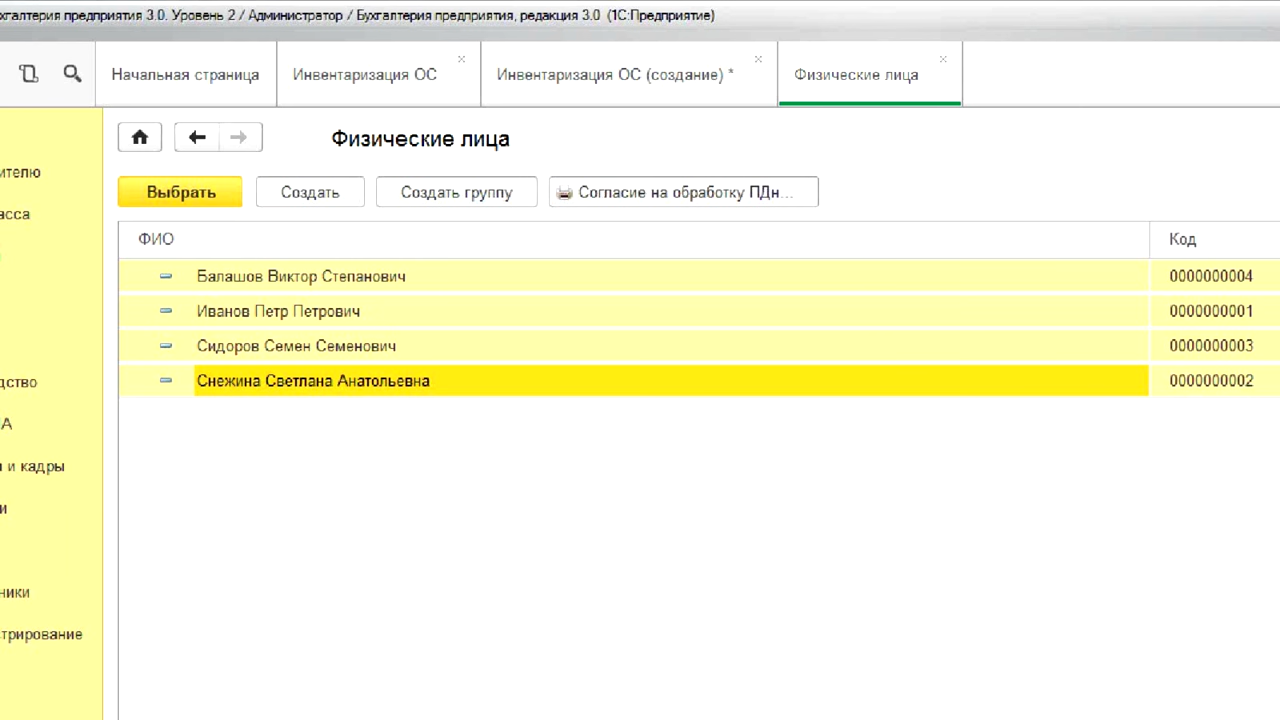 хгалтерия предприятия 3.0. Уровень 2 / Администратор / Бухгалтерия предприятия, редакция 3.0 (1С:Предприятие)
Начальная страница
Инвентаризация ОС
Инвентаризация ОС (создание) *
Физические лица
Физические лица
Выбрать
Создать
Создать группу
Согласие на обработку ПДн...
ФИО
Код
Балашов Виктор Степанович
0000000004
Иванов Петр Петрович
0000000001
Сидоров Семен Семенович
0000000003
Снежина Светлана Анатольевна
0000000002
ителю
асса
дство
А
и кадры
и
ники
трирование